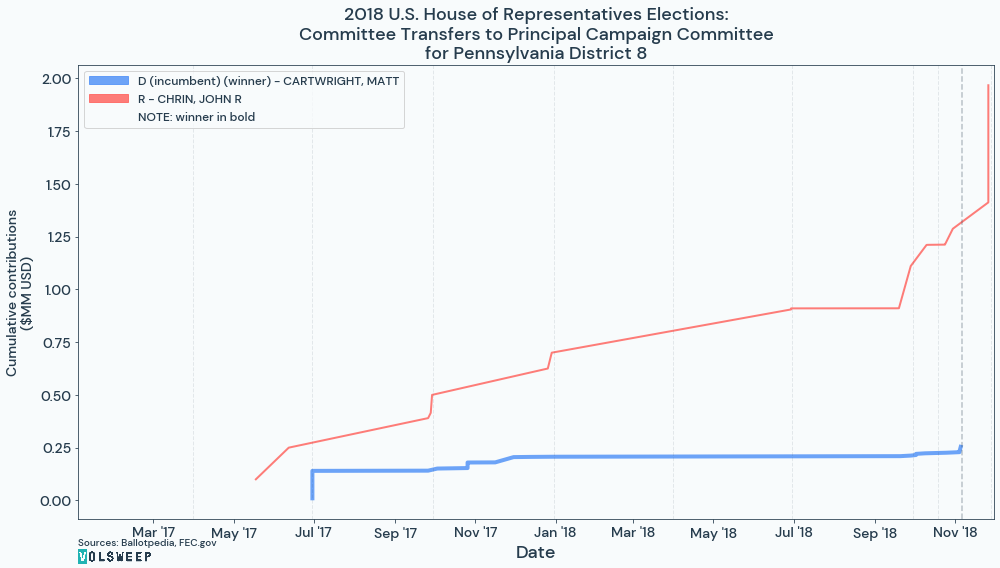 2018 U.S. House of Representatives Elections:
Committee Transfers to Principal Campaign Committee
for Pennsylvania District 8
D (incumbent) (winner) - CARTWRIGHT, MATT
R - CHRIN, JOHN R
NOTE: winner in bold
Cumulative contributions
($MM USD)
2.00
1.75
1.50
1.25
1.00
0.75
0.50
0.25
0.00
Mar '17 May '17 Jul '17 Sep '17 Nov '17 Jan '18 Mar '18 May '18 Jul '18 Sep '18 Nov '18
Date
Sources: Ballotpedia, FEC.gov
VOLSWEEP